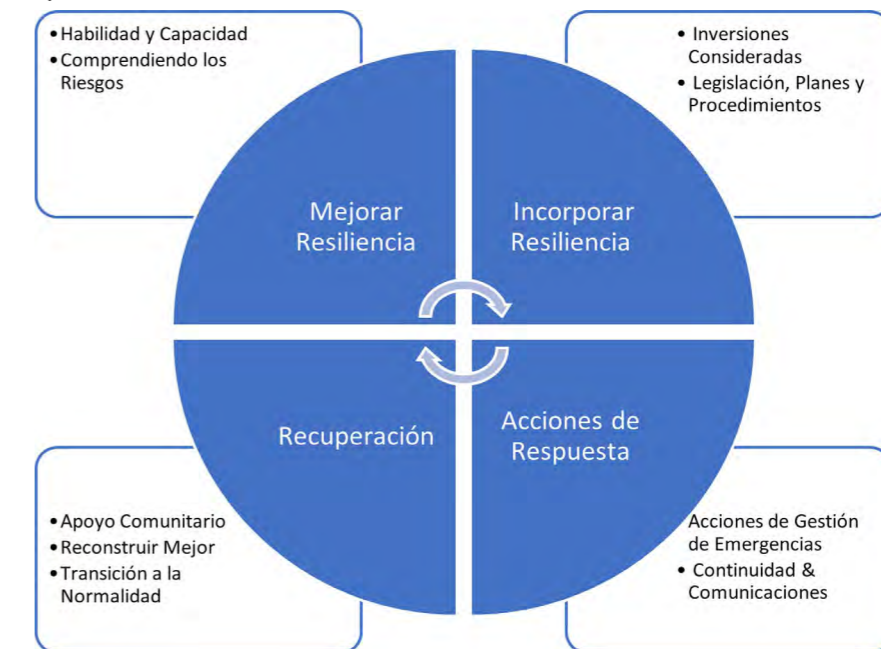 •Habilidad y Capacidad
•Comprendiendo los
Riesgos
• Inversiones
Consideradas
• Legislación, Planes y
Procedimientos
Mejorar
Resiliencia
Incorporar
Resiliencia
Recuperación
Acciones de
Respuesta
•Apoyo Comunitario
•Reconstruir Mejor
•Transición a la
Normalidad
Acciones de Gestión
de Emergencias
• Continuidad &
Comunicaciones